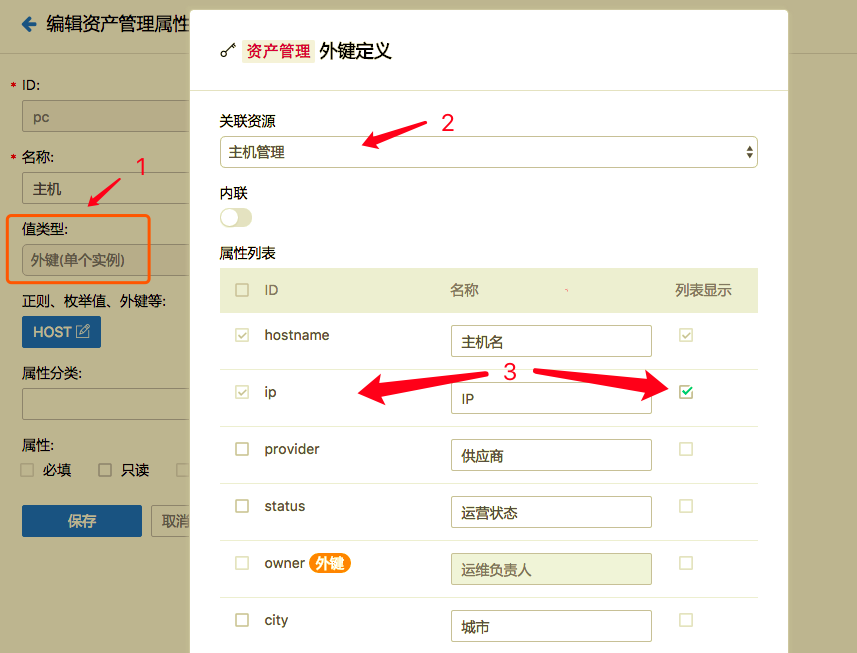 编辑资产管理属性
* ID:
pc
* 名称:
主机
1
值类型:
外键(单个实例)
正则、枚举值、外键等:
HOST
属性分类:
属性:
必填 只读
保存 取消
资产管理 外键定义
关联资源
2
主机管理
内联
属性列表
ID 名称 列表显示
hostname 主机名
3
ip IP
provider 供应商
status 运营状态
owner 外键 运维负责人
city 城市